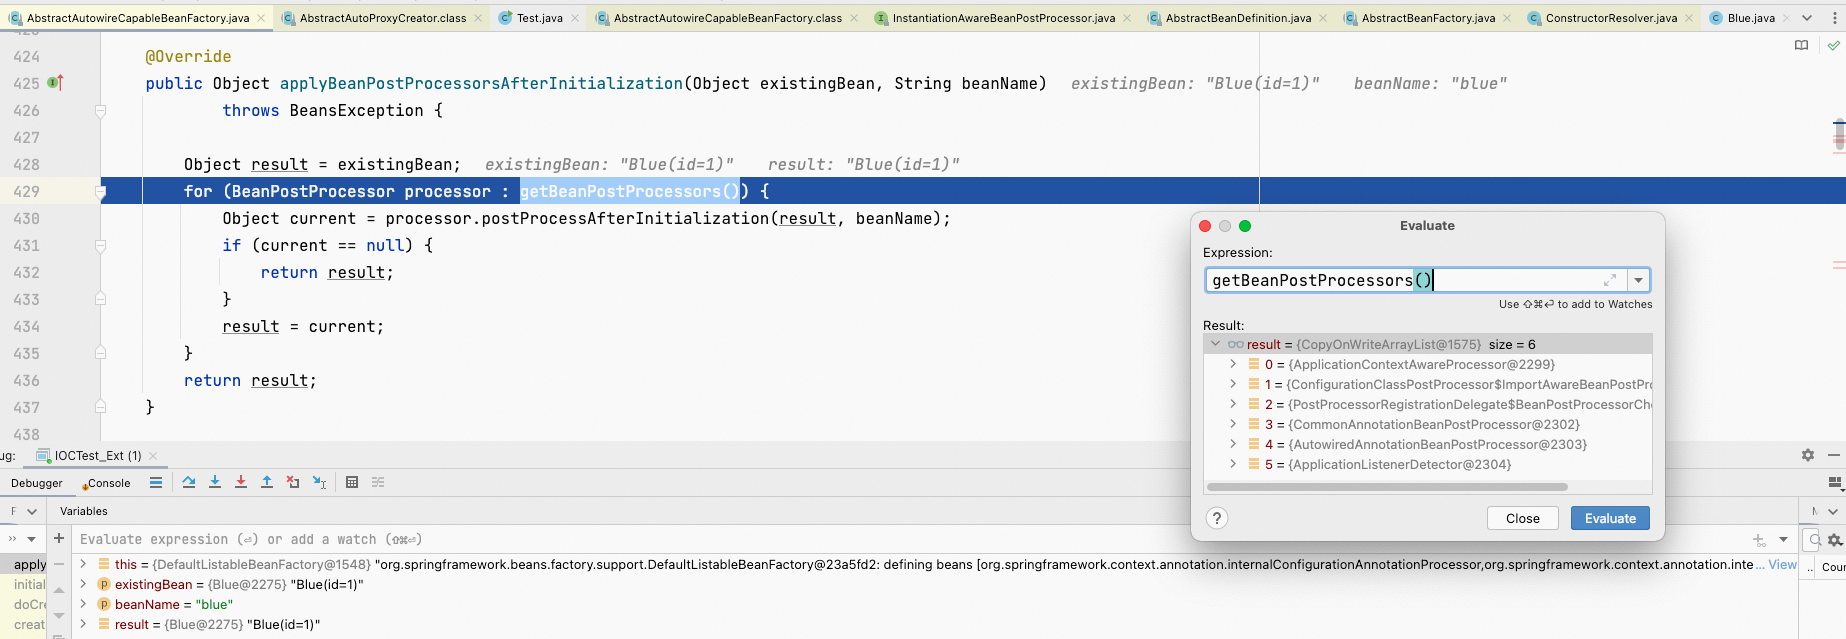 AbstractAutowireCapableBeanFactory.java AbstractAutoProxyCreator.class Test.java AbstractAutowireCapableBeanFactory.class InstantiationAwareBeanPostProcessor.java AbstractBeanDefinition.java AbstractBeanFactory.java ConstructorResolver.java Blue.java
424 @Override
425 public Object applyBeanPostProcessorsAfterInitialization(Object existingBean, String beanName) existingBean: "Blue(id=1)" beanName: "blue"
426 throws BeansException {
427
428 Object result = existingBean; existingBean: "Blue(id=1)" result: "Blue(id=1)"
429 for (BeanPostProcessor processor : getBeanPostProcessors()) {
430 Object current = processor.postProcessAfterInitialization(result, beanName);
431 if (current == null) {
432 return result;
433 }
434 result = current;
435 }
436 return result;
437 }
438
Evaluate
Expression:
getBeanPostProcessors()
Use ⇧⌘⏎ to add to Watches
Result:
result = {CopyOnWriteArrayList@1575} size = 6
0 = {ApplicationContextAwareProcessor@2299}
1 = {ConfigurationClassPostProcessor$ImportAwareBeanPostPro
2 = {PostProcessorRegistrationDelegate$BeanPostProcessorChe
3 = {CommonAnnotationBeanPostProcessor@2302}
4 = {AutowiredAnnotationBeanPostProcessor@2303}
5 = {ApplicationListenerDetector@2304}
? Close Evaluate
ug: IOCTest_Ext (1)
Debugger Console
F Variables
Evaluate expression (⏎) or add a watch (⇧⌘⏎)
apply this = {DefaultListableBeanFactory@1548} "org.springframework.beans.factory.support.DefaultListableBeanFactory@23a5fd2: defining beans [org.springframework.context.annotation.internalConfigurationAnnotationProcessor,org.springframework.context.annotation.inte... View
.. Coun
initial existingBean = {Blue@2275} "Blue(id=1)"
doCre beanName = "blue"
creat result = {Blue@2275} "Blue(id=1)"